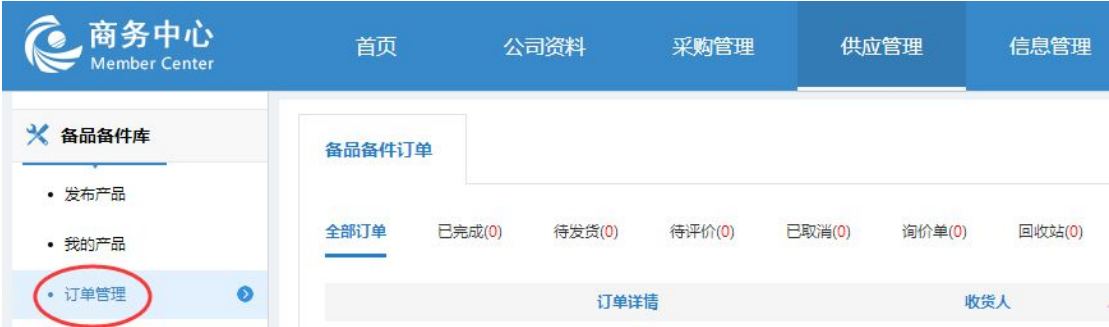 商务中心
Member Center
首页 公司资料 采购管理 供应管理 信息管理
备品备件库
• 发布产品
• 我的产品
• 订单管理
备品备件订单
全部订单 已完成(0) 待发货(0) 待评价(0) 已取消(0) 询价单(0) 回收站(0)
订单详情 收货人